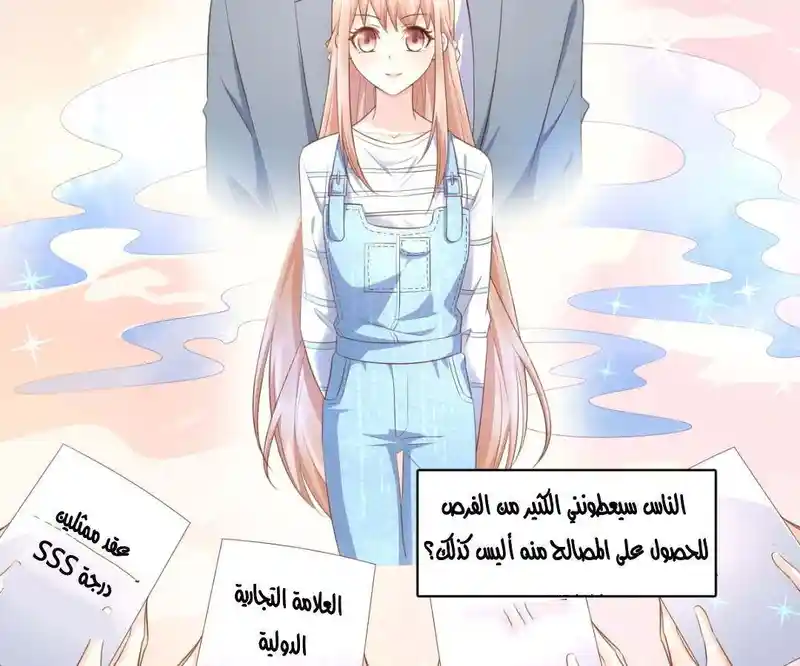 الناس سيعطونني الكثير من الفرص
للحصول على المصالح منه أليس كذلك؟
عقد ممثلين
درجة SSS
العلامة التجارية
الدولية